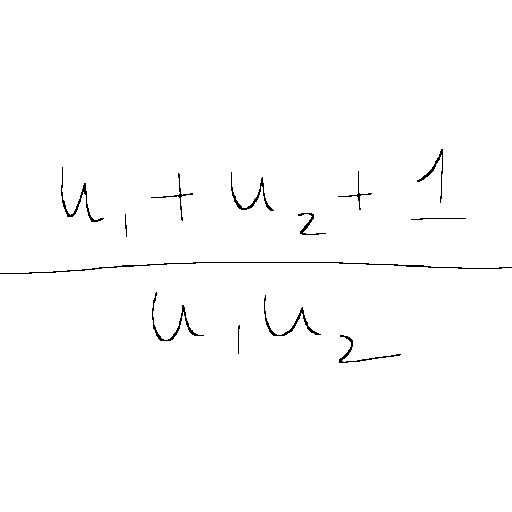 u₁ + u₂ + 1
u₁u₂